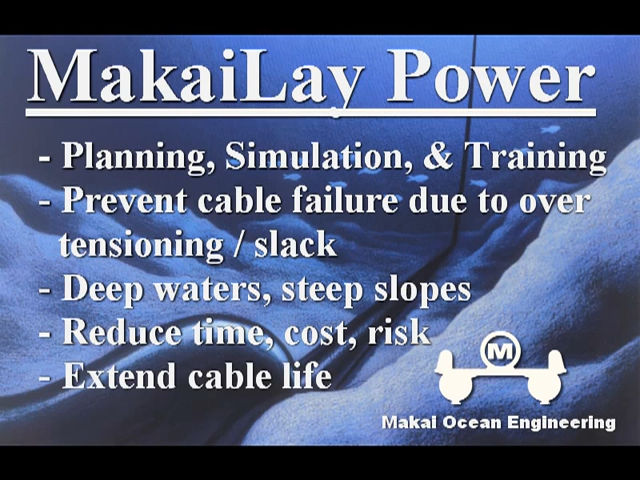 MakaiLay Power
- Planning, Simulation, & Training
- Prevent cable failure due to over
tensioning / slack
- Deep waters, steep slopes
- Reduce time, cost, risk
- Extend cable life
M
Makai Ocean Engineering